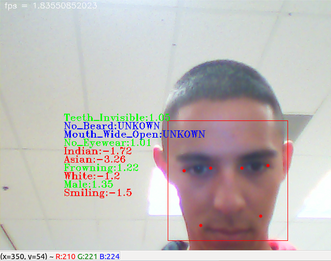 fps = 1.83550852023
Teeth_Invisible:1.01
No_Beard:UNKOWN
Mouth_Wide_Open:UNKOWN
No_Eyewear:1.01
Indian:-1.72
Asian:-3.26
Frowning:1.22
White:-1.2
Male:1.35
Smiling:-1.5
(x=350, y=54) ~ R:210 G:221 B:224